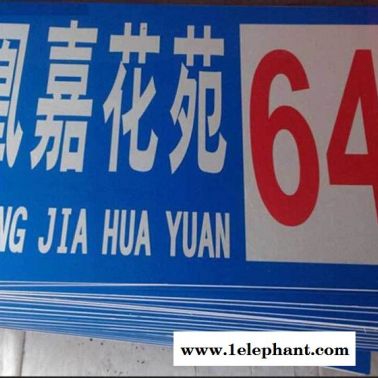 凰嘉花苑 64
NG JIA HUA YUAN
www.1elephant.com